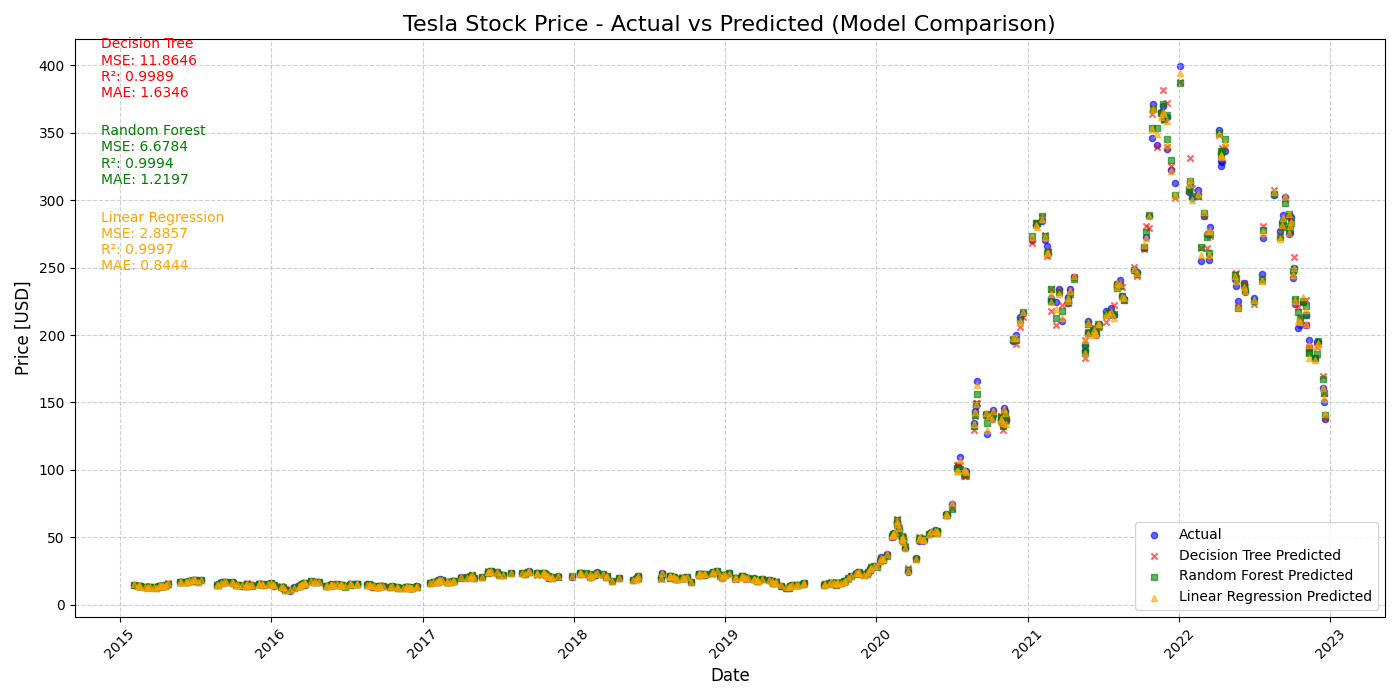 Tesla Stock Price - Actual vs Predicted (Model Comparison)
Decision Tree
MSE: 11.8646
R²: 0.9989
MAE: 1.6346
Random Forest
MSE: 6.6784
R²: 0.9994
MAE: 1.2197
Linear Regression
MSE: 2.8857
R²: 0.9997
MAE: 0.8444
Price [USD]
400
350
300
250
200
150
100
50
0
Actual
Decision Tree Predicted
Random Forest Predicted
Linear Regression Predicted
2015
2016
2017
2018
2019
2020
2021
2022
2023
Date